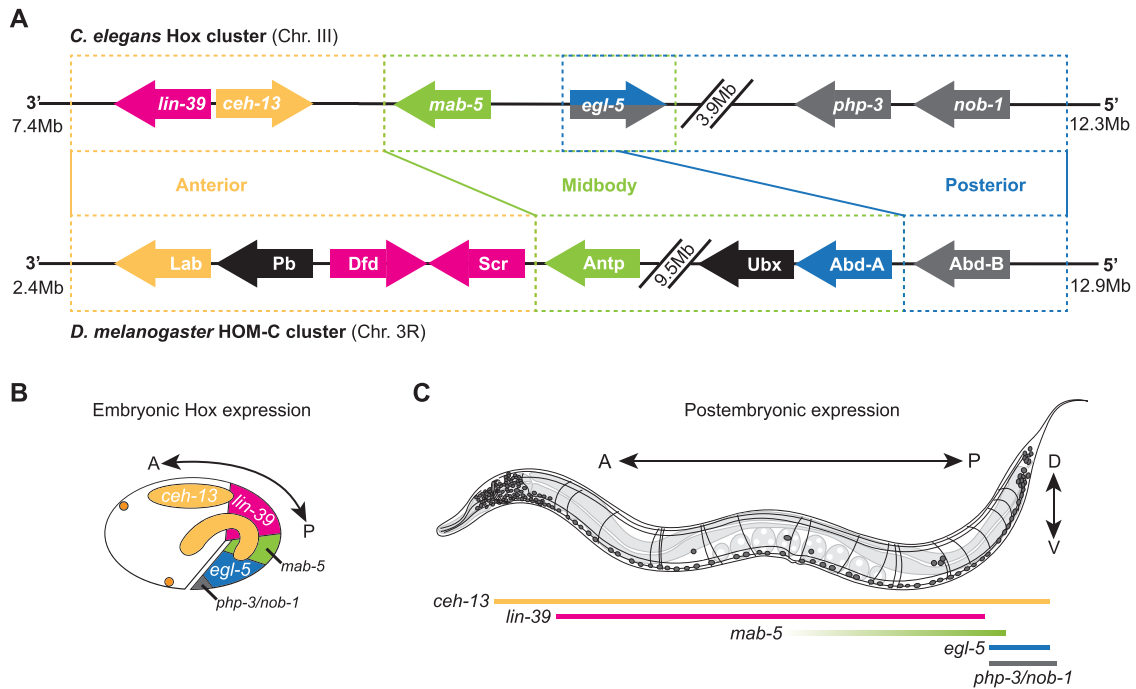 A
C. elegans Hox cluster (Chr. III)
3’ lin-39 ceh-13 mab-5 egl-5 3.9Mb php-3 nob-1 5’
7.4Mb 12.3Mb
Anterior Midbody Posterior
3’ Lab Pb Dfd Scr Antp 9.5Mb Ubx Abd-A Abd-B 5’
2.4Mb 12.9Mb
D. melanogaster HOM-C cluster (Chr. 3R)
B
Embryonic Hox expression
A
P
ceh-13
lin-39
mab-5
egl-5
php-3/nob-1
C
Postembryonic expression
A P
D
V
ceh-13
lin-39
mab-5
egl-5
php-3/nob-1